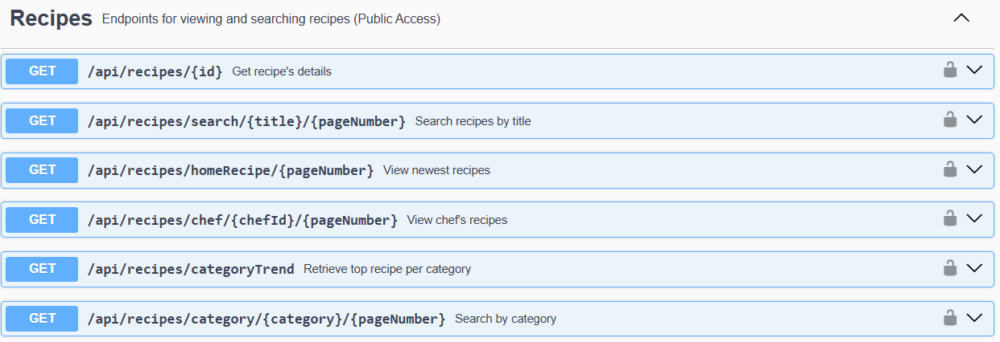 Recipes Endpoints for viewing and searching recipes (Public Access)
GET /api/recipes/{id} Get recipe's details
GET /api/recipes/search/{title}/{pageNumber} Search recipes by title
GET /api/recipes/homeRecipe/{pageNumber} View newest recipes
GET /api/recipes/chef/{chefId}/{pageNumber} View chef's recipes
GET /api/recipes/categoryTrend Retrieve top recipe per category
GET /api/recipes/category/{category}/{pageNumber} Search by category